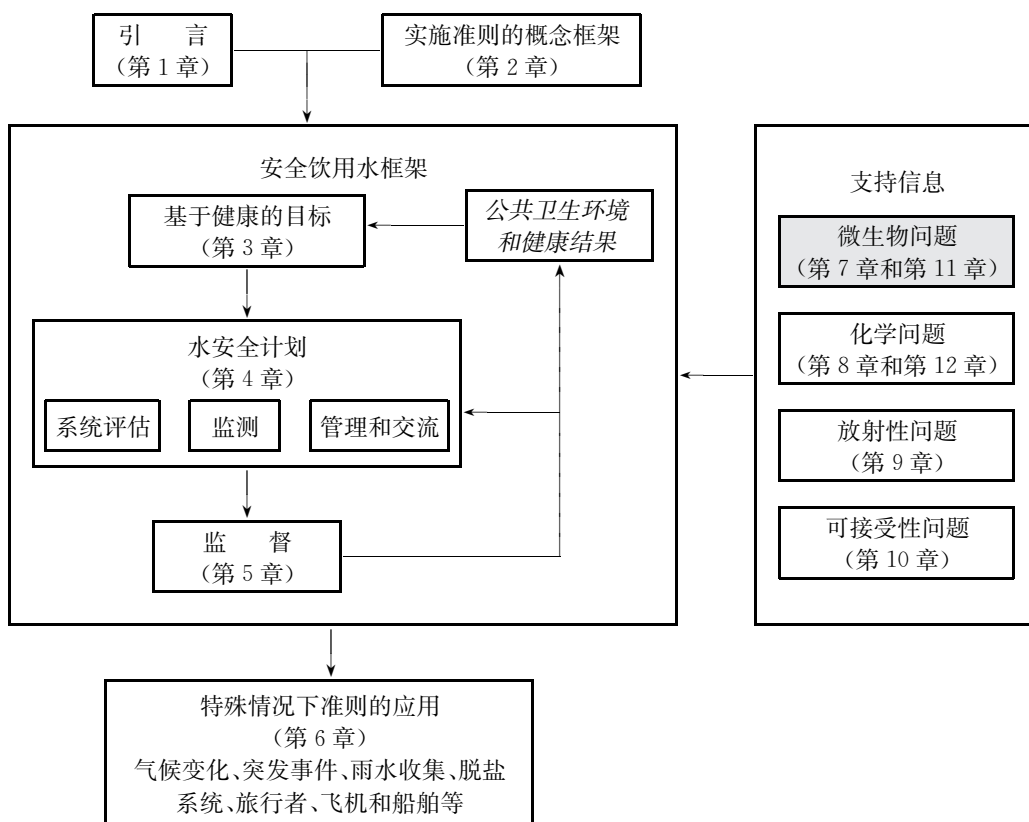 引　　言
（第 1 章）
实施准则的概念框架
（第 2 章）
安全饮用水框架
基于健康的目标
（第 3 章）
公共卫生环境
和健康结果
水安全计划
（第 4 章）
系统评估
监测
管理和交流
监　　督
（第 5 章）
支持信息
微生物问题
（第 7 章和第 11 章）
化学问题
（第 8 章和第 12 章）
放射性问题
（第 9 章）
可接受性问题
（第 10 章）
特殊情况下准则的应用
（第 6 章）
气候变化、突发事件、雨水收集、脱盐
系统、旅行者、飞机和船舶等